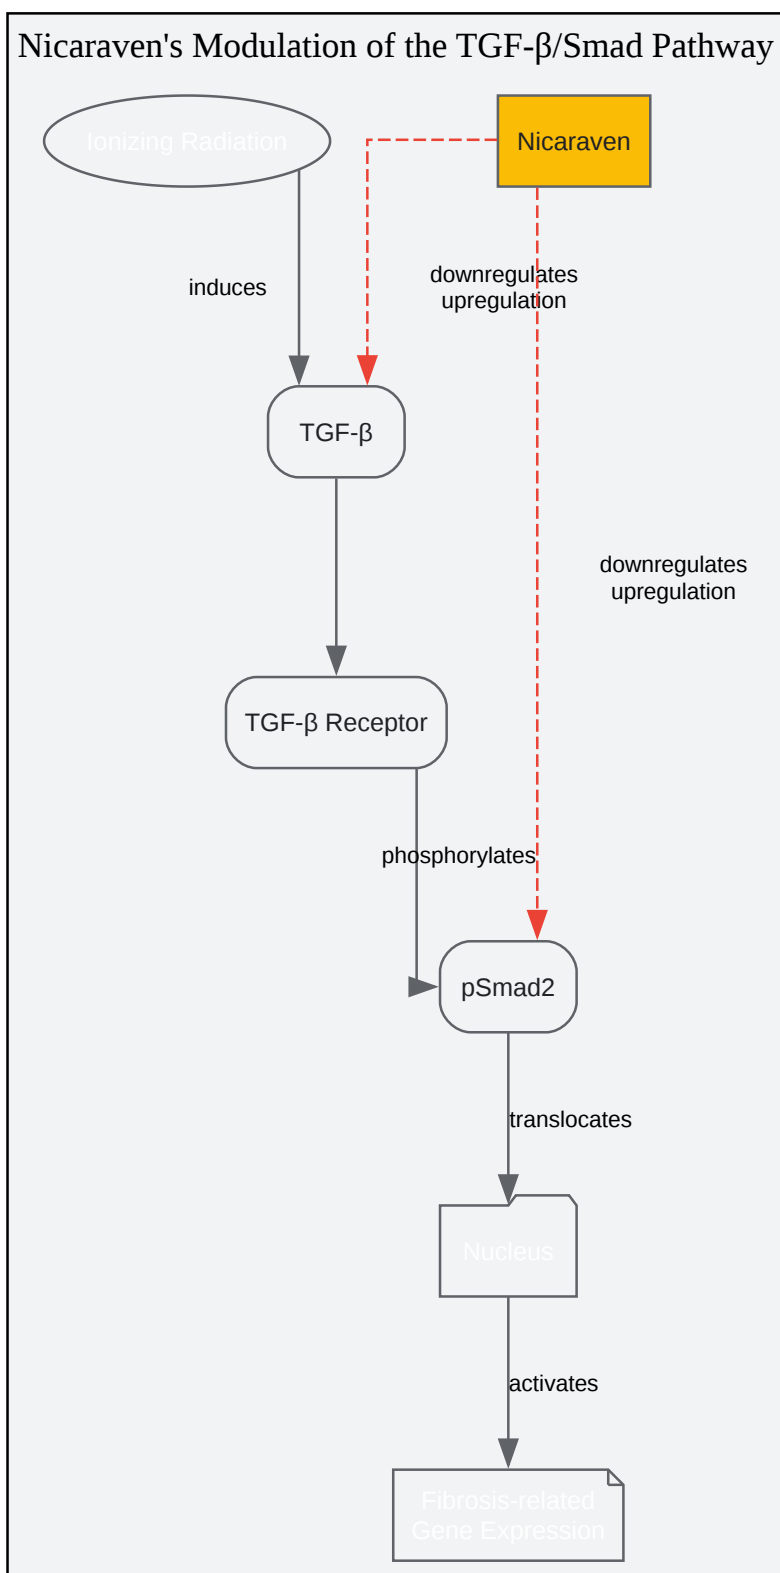 Nicaraven's Modulation of the TGF-β/Smad Pathway
Ionizing Radiation
Nicaraven
induces
downregulates
upregulation
TGF-β
downregulates
upregulation
TGF-β Receptor
phosphorylates
pSmad2
translocates
Nucleus
activates
Fibrosis-related
Gene Expression